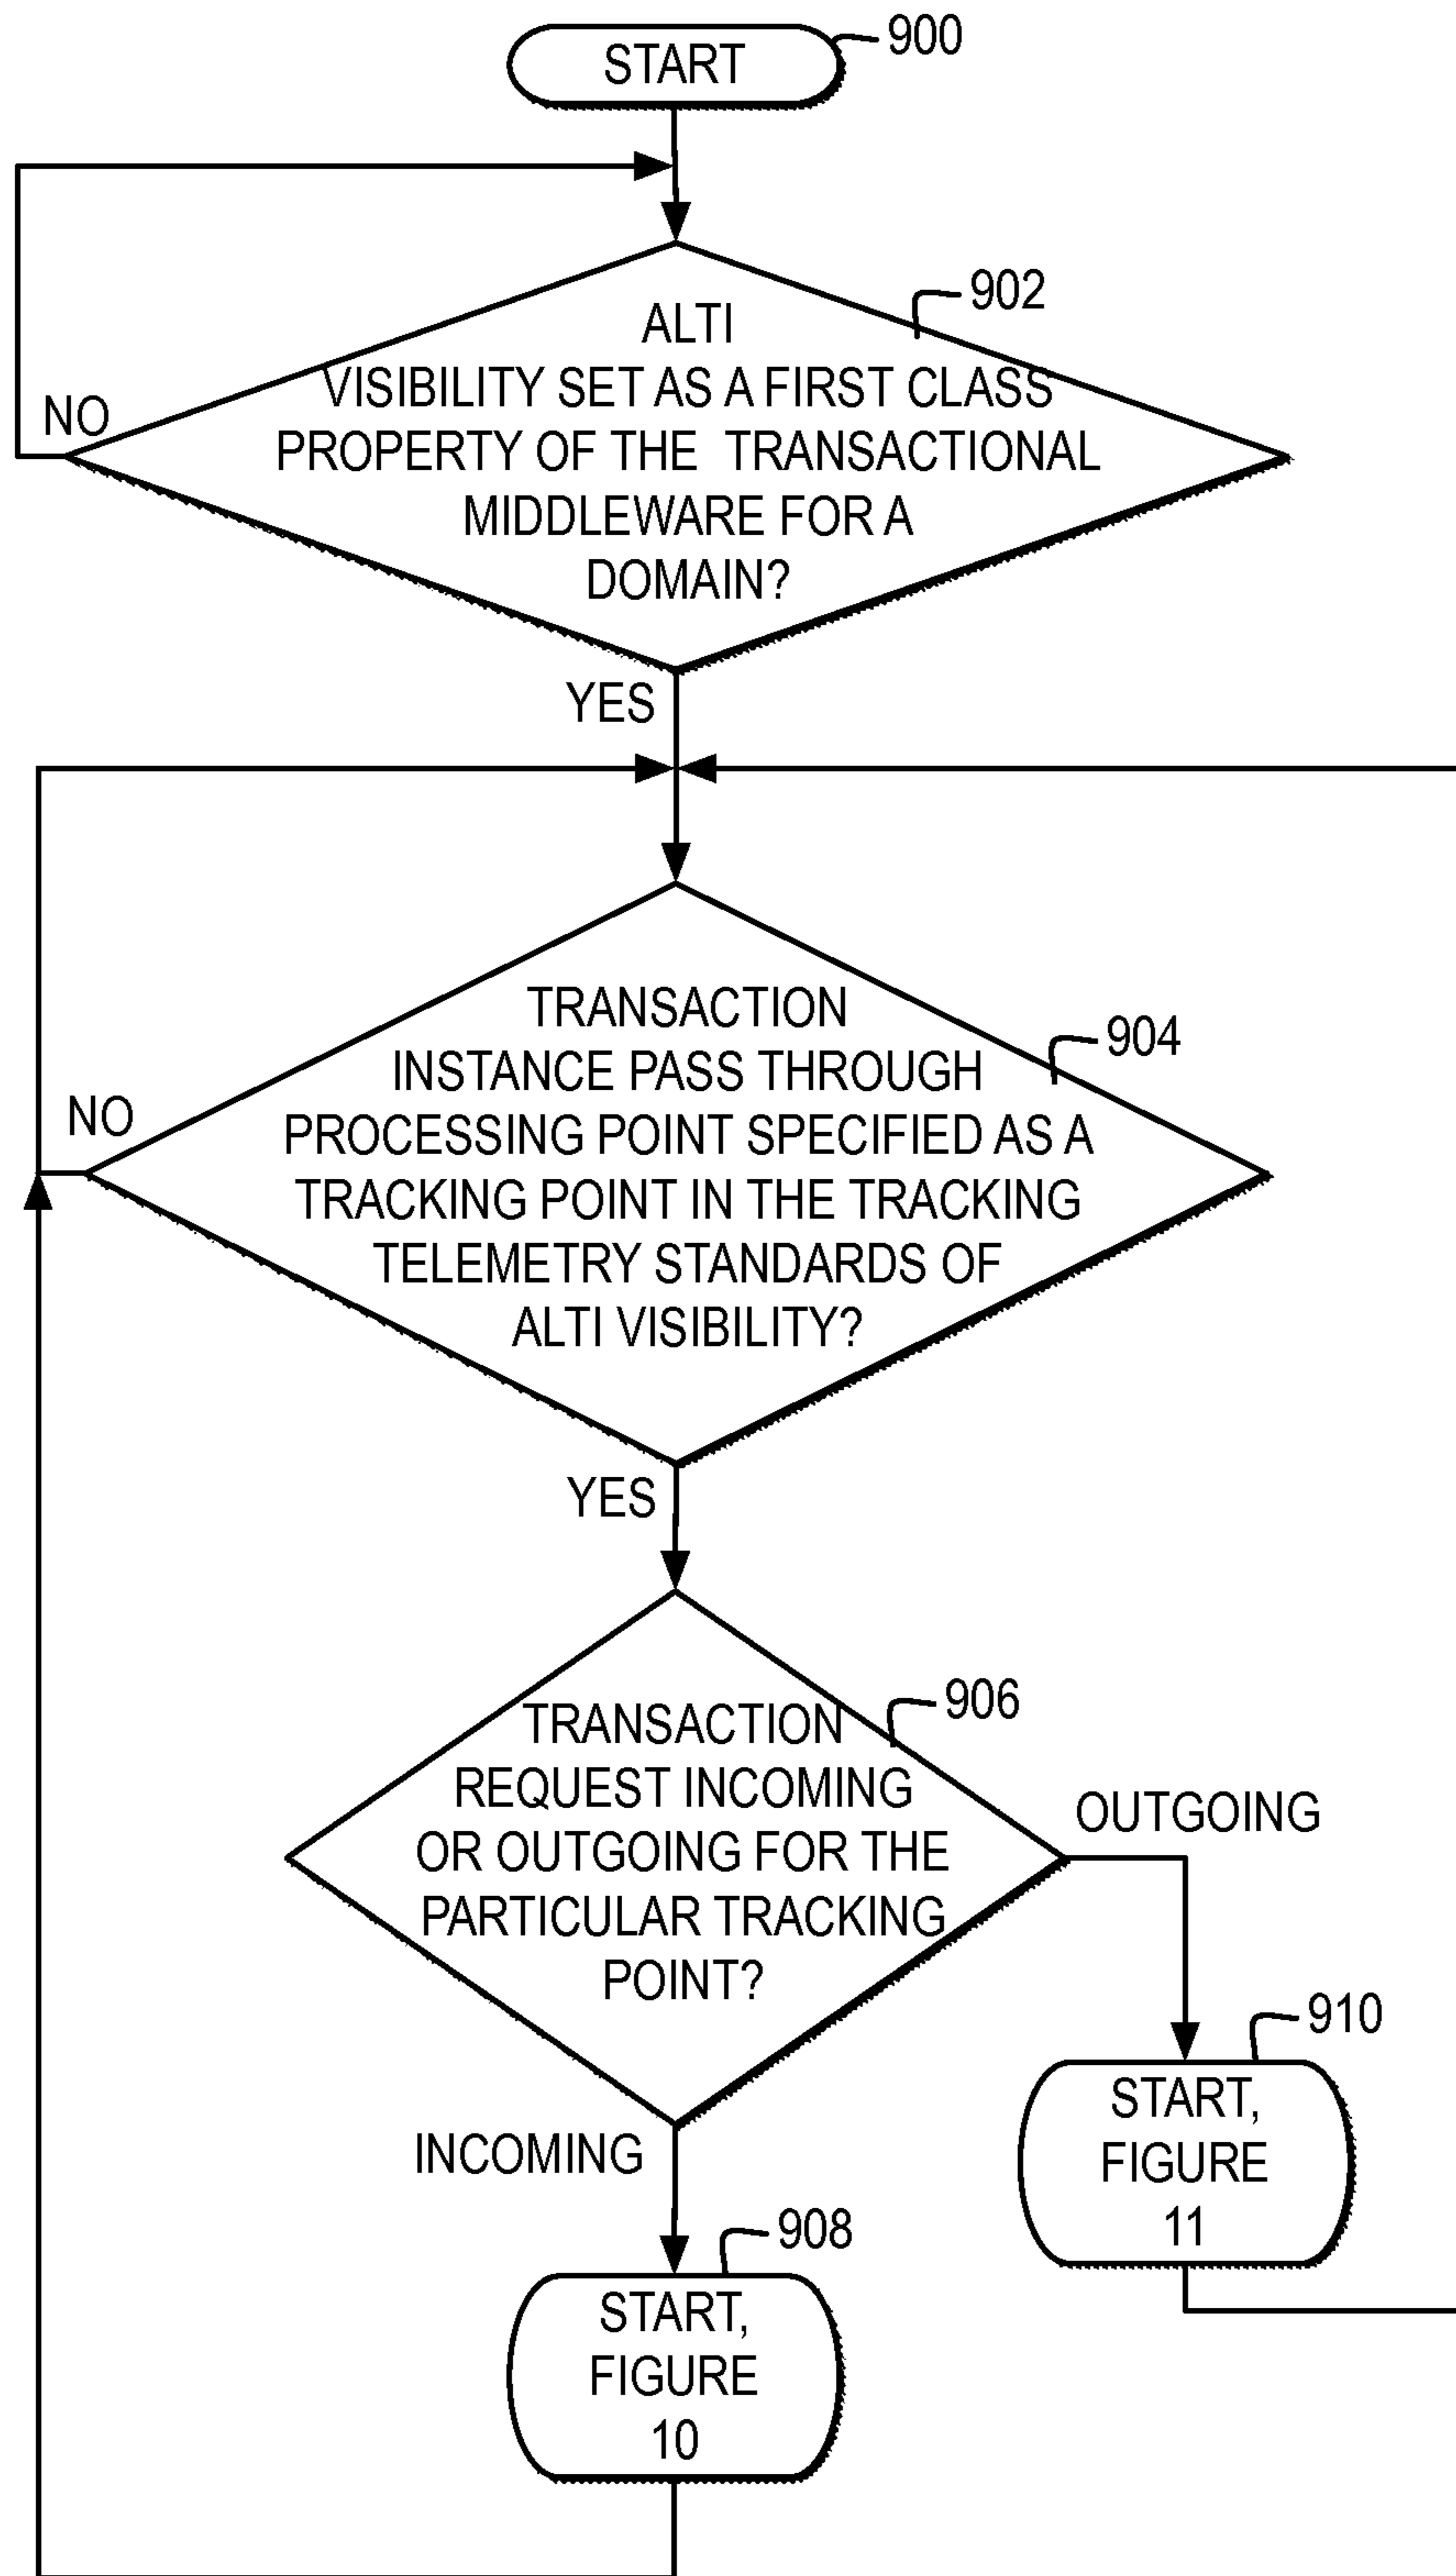 START
900
902
ALTI
VISIBILITY SET AS A FIRST CLASS
PROPERTY OF THE TRANSACTIONAL
MIDDLEWARE FOR A
DOMAIN?
NO
YES
904
TRANSACTION
INSTANCE PASS THROUGH
PROCESSING POINT SPECIFIED AS A
TRACKING POINT IN THE TRACKING
TELEMETRY STANDARDS OF
ALTI VISIBILITY?
NO
YES
906
TRANSACTION
REQUEST INCOMING
OR OUTGOING FOR THE
PARTICULAR TRACKING
POINT?
OUTGOING
INCOMING
910
START,
FIGURE
11
908
START,
FIGURE
10